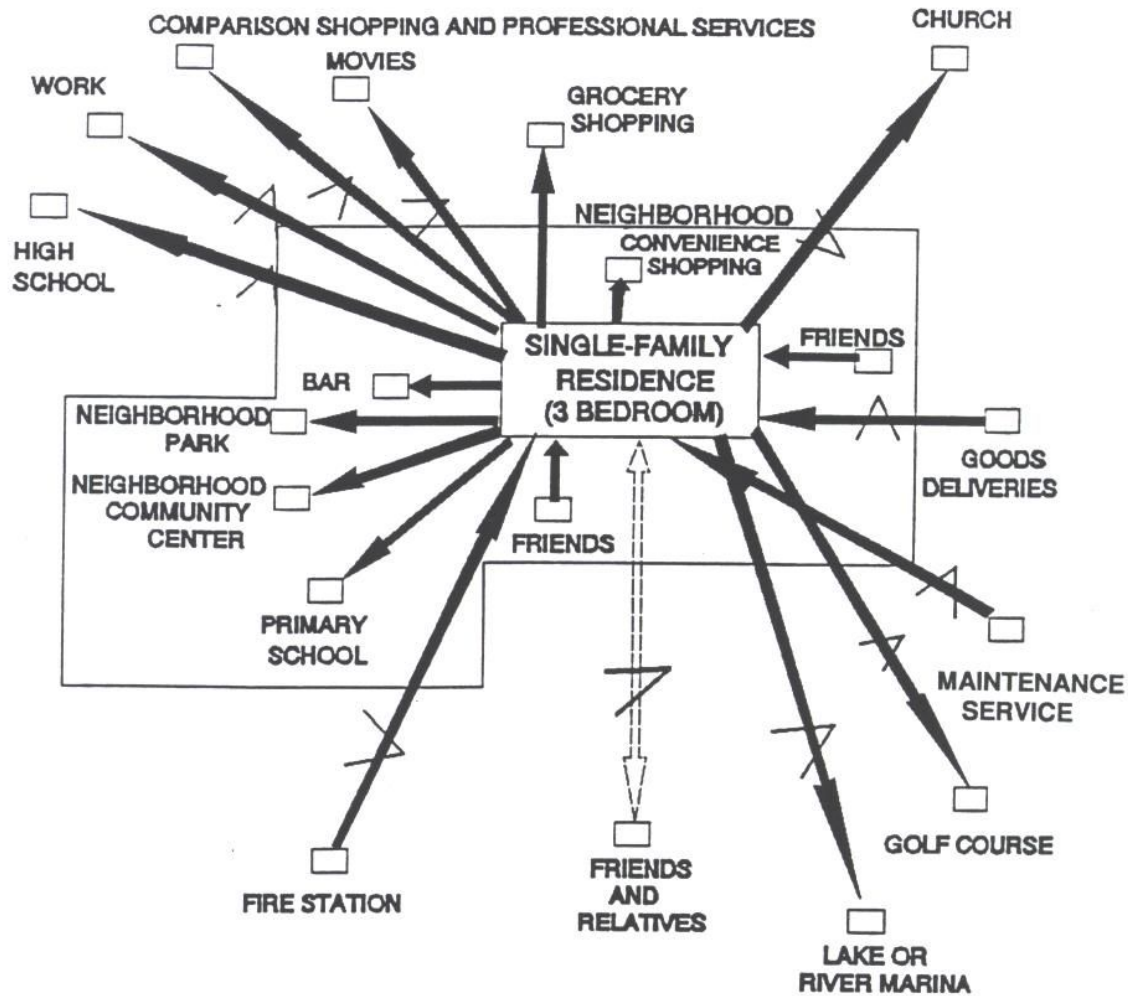 COMPARISON SHOPPING AND PROFESSIONAL SERVICES
CHURCH
MOVIES
WORK
GROCERY
SHOPPING
NEIGHBORHOOD
CONVENIENCE
SHOPPING
HIGH
SCHOOL
SINGLE-FAMILY
RESIDENCE
(3 BEDROOM)
FRIENDS
BAR
NEIGHBORHOOD
PARK
GOODS
DELIVERIES
NEIGHBORHOOD
COMMUNITY
CENTER
FRIENDS
PRIMARY
SCHOOL
MAINTENANCE
SERVICE
GOLF COURSE
FIRE STATION
FRIENDS
AND
RELATIVES
LAKE OR
RIVER MARINA